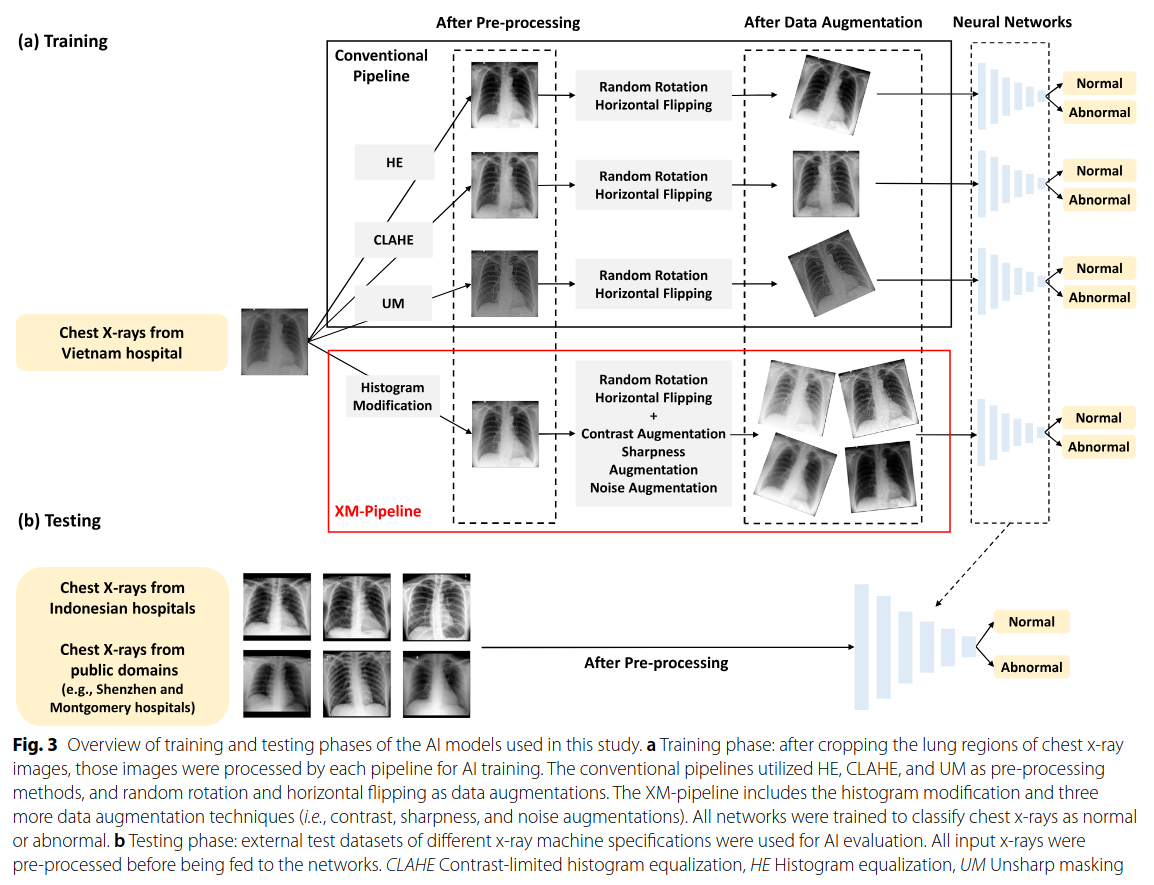 After Pre-processing
After Data Augmentation
Neural Networks
(a) Training
Conventional
Pipeline
Random Rotation
Horizontal Flipping
Normal
Abnormal
HE
Random Rotation
Horizontal Flipping
Normal
Abnormal
CLAHE
Random Rotation
Horizontal Flipping
Normal
Abnormal
UM
Chest X-rays from
Vietnam hospital
Histogram
Modification
Random Rotation
Horizontal Flipping
+
Contrast Augmentation
Sharpness
Augmentation
Noise Augmentation
Normal
Abnormal
XM-Pipeline
(b) Testing
Chest X-rays from
Indonesian hospitals
Chest X-rays from
public domains
(e.g., Shenzhen and
Montgomery hospitals)
After Pre-processing
Normal
Abnormal
Fig. 3 Overview of training and testing phases of the AI models used in this study. a Training phase: after cropping the lung regions of chest x-ray
images, those images were processed by each pipeline for AI training. The conventional pipelines utilized HE, CLAHE, and UM as pre-processing
methods, and random rotation and horizontal flipping as data augmentations. The XM-pipeline includes the histogram modification and three
more data augmentation techniques (i.e., contrast, sharpness, and noise augmentations). All networks were trained to classify chest x-rays as normal
or abnormal. b Testing phase: external test datasets of different x-ray machine specifications were used for AI evaluation. All input x-rays were
pre-processed before being fed to the networks. CLAHE Contrast-limited histogram equalization, HE Histogram equalization, UM Unsharp masking